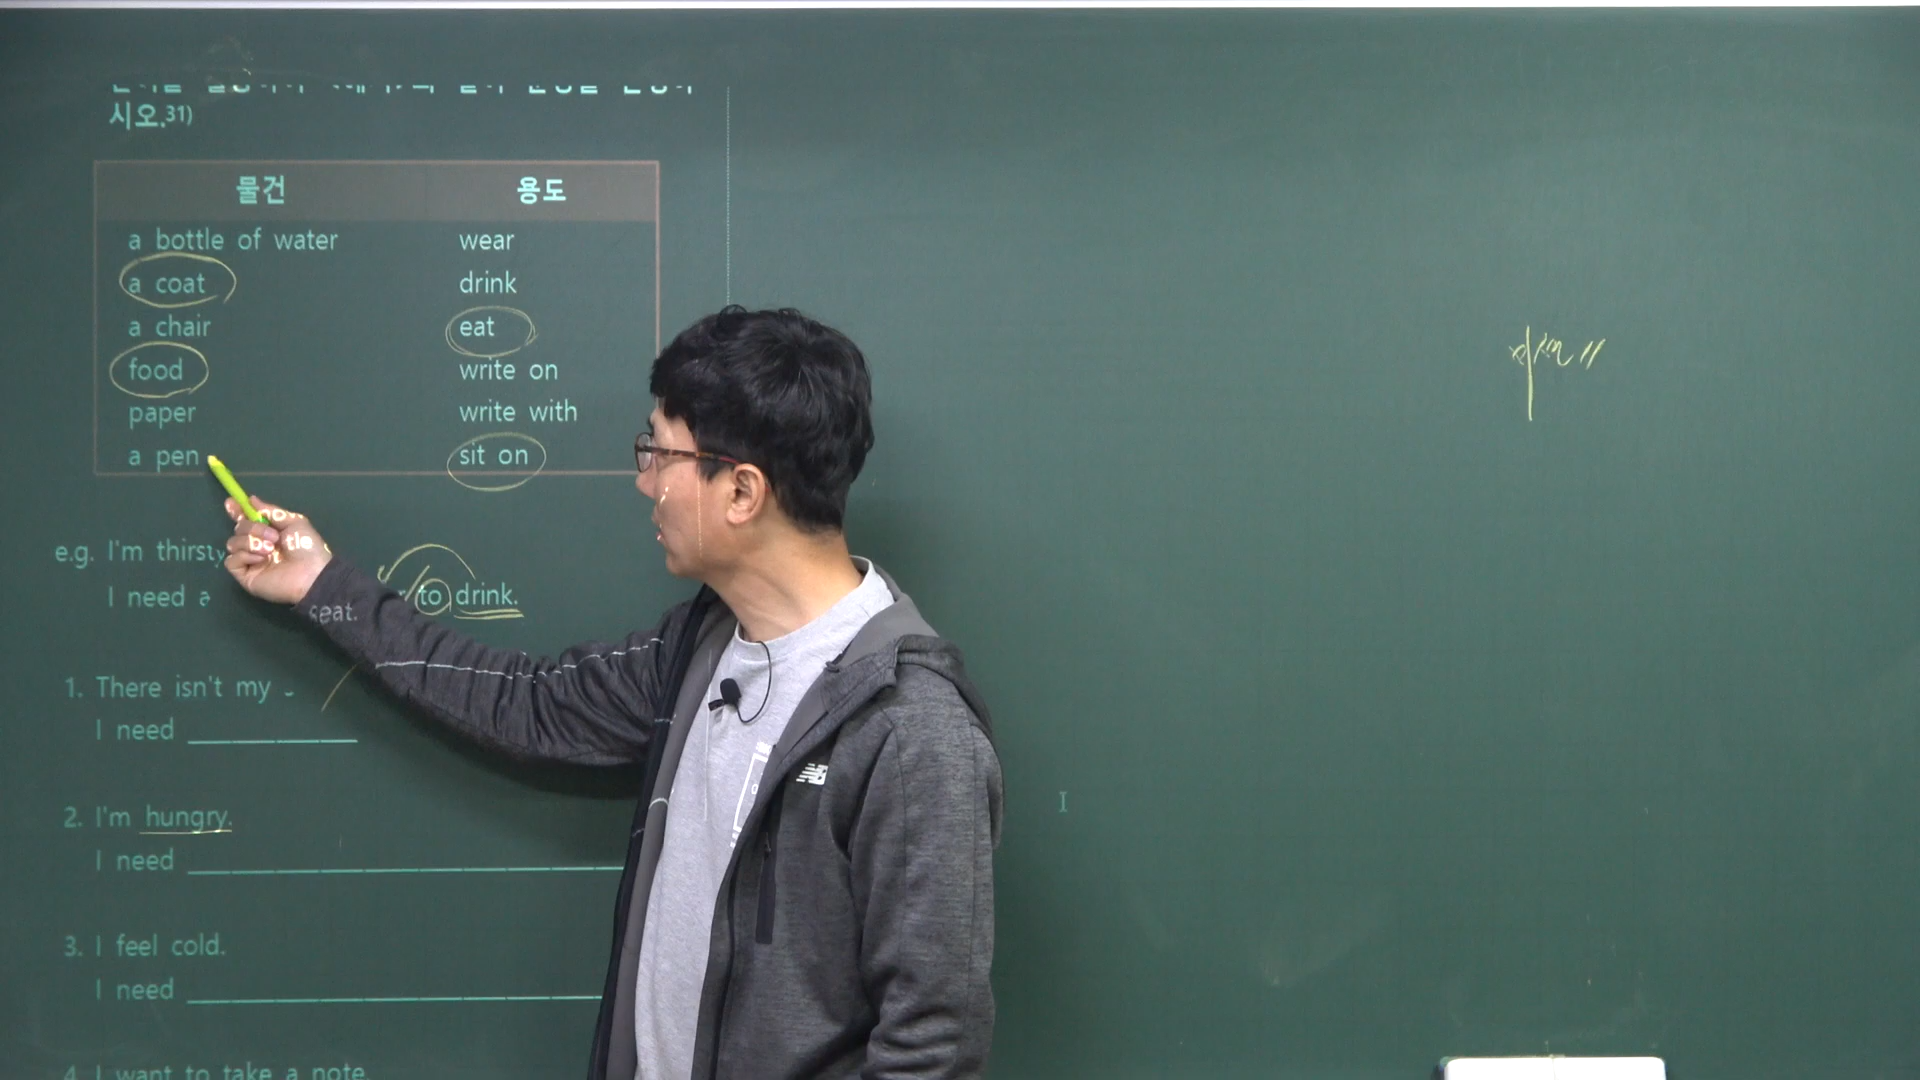 시오.31)
물건 용도
a bottle of water wear
a coat drink
a chair eat
food write on
paper write with
a pen sit on
e.g. I'm thirsty
I need a to drink.
seat.
1. There isn't my
I need
2. I'm hungry.
I need
3. I feel cold.
I need
4. I want to take a note.